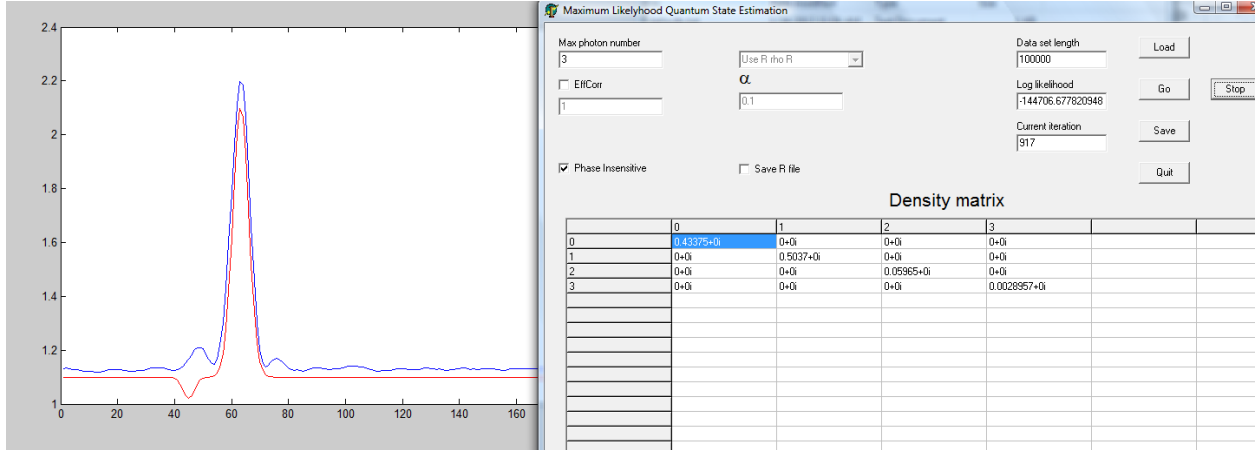 2.4
2.2
2
1.8
1.6
1.4
1.2
1
0 20 40 60 80 100 120 140 160
Maximum Likelyhood Quantum State Estimation
Max photon number
3
Use R rho R
Data set length
100000
Load
EffCorr
1
α
0.1
Log likelihood
-144706.677820948
Go
Stop
Current iteration
917
Save
Phase Insensitive
Save R file
Quit
Density matrix
0 1 2 3
0 0.43375+0i 0+0i 0+0i 0+0i
1 0+0i 0.5037+0i 0+0i 0+0i
2 0+0i 0+0i 0.05965+0i 0+0i
3 0+0i 0+0i 0+0i 0.0028957+0i